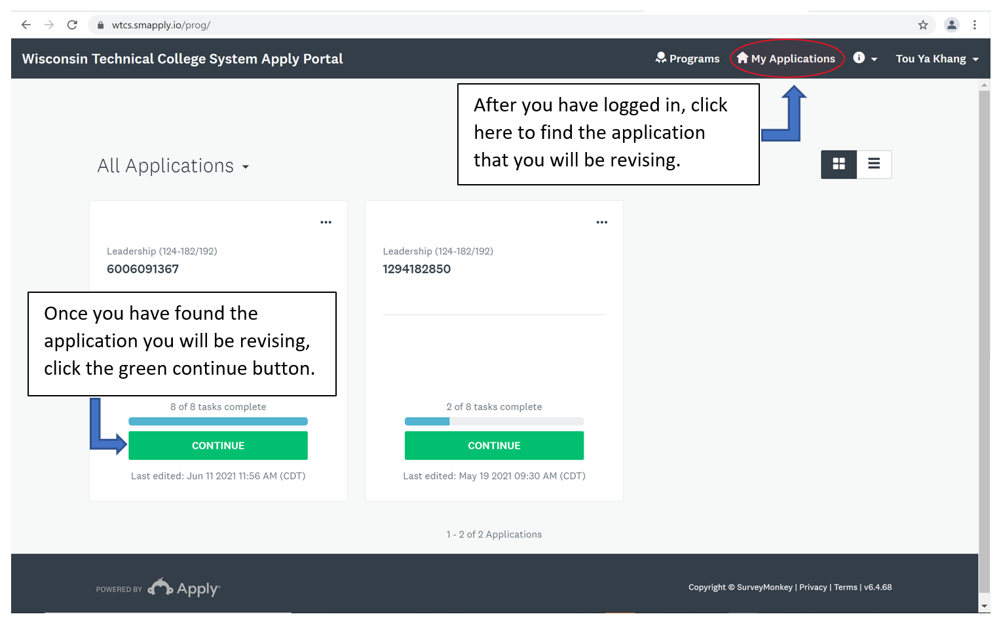 wtcs.smapply.io/prog/
Wisconsin Technical College System Apply Portal
Programs
My Applications
Tou Ya Khang
After you have logged in, click
here to find the application
that you will be revising.
All Applications
Leadership (124-182/192)
6006091367
Leadership (124-182/192)
1294182850
Once you have found the
application you will be revising,
click the green continue button.
8 of 8 tasks complete
CONTINUE
Last edited: Jun 11 2021 11:56 AM (CDT)
2 of 8 tasks complete
CONTINUE
Last edited: May 19 2021 09:30 AM (CDT)
1 - 2 of 2 Applications
POWERED BY Apply
Copyright © SurveyMonkey | Privacy | Terms | v6.4.68